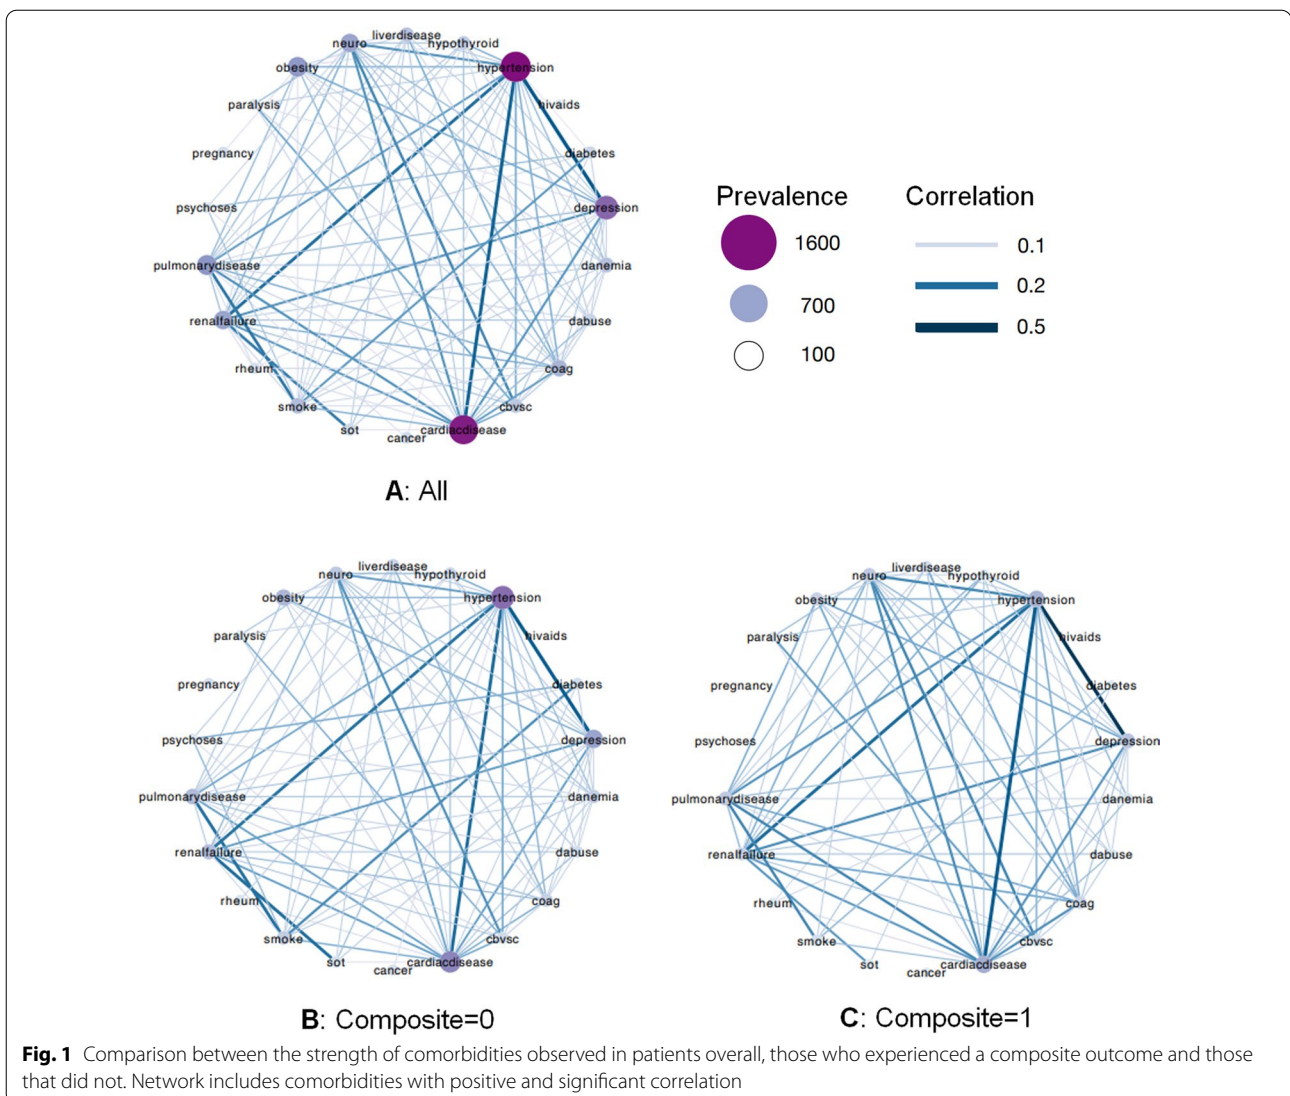 liverdisease
neuro
hypothyroid
obesity
hypertension
paralysis
hivaids
pregnancy
diabetes
psychoses
depression
pulmonarydisease
danemia
renalfailure
dabuse
rheum
coag
smoke
cbvsc
sot
cardiacdisease
cancer
A: All
Prevalence
1600
700
100
Correlation
0.1
0.2
0.5
liverdisease
neuro
hypothyroid
obesity
hypertension
paralysis
hivaids
pregnancy
diabetes
psychoses
depression
pulmonarydisease
danemia
renalfailure
dabuse
rheum
coag
smoke
cbvsc
sot
cardiacdisease
cancer
B: Composite=0
liverdisease
neuro
hypothyroid
obesity
hypertension
paralysis
hivaids
pregnancy
diabetes
psychoses
depression
pulmonarydisease
danemia
renalfailure
dabuse
rheum
coag
smoke
cbvsc
sot
cardiacdisease
cancer
C: Composite=1
Fig. 1 Comparison between the strength of comorbidities observed in patients overall, those who experienced a composite outcome and those
that did not. Network includes comorbidities with positive and significant correlation